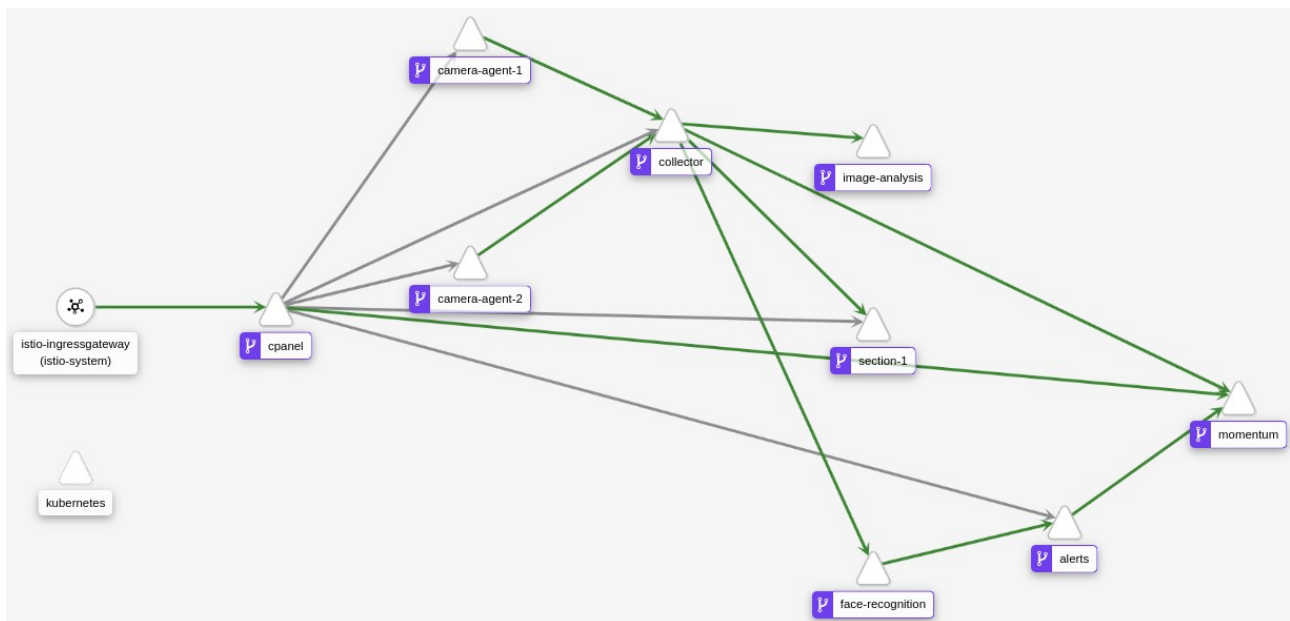 camera-agent-1
collector
image-analysis
camera-agent-2
istio-ingressgateway
(istio-system)
cpanel
section-1
momentum
kubernetes
alerts
face-recognition